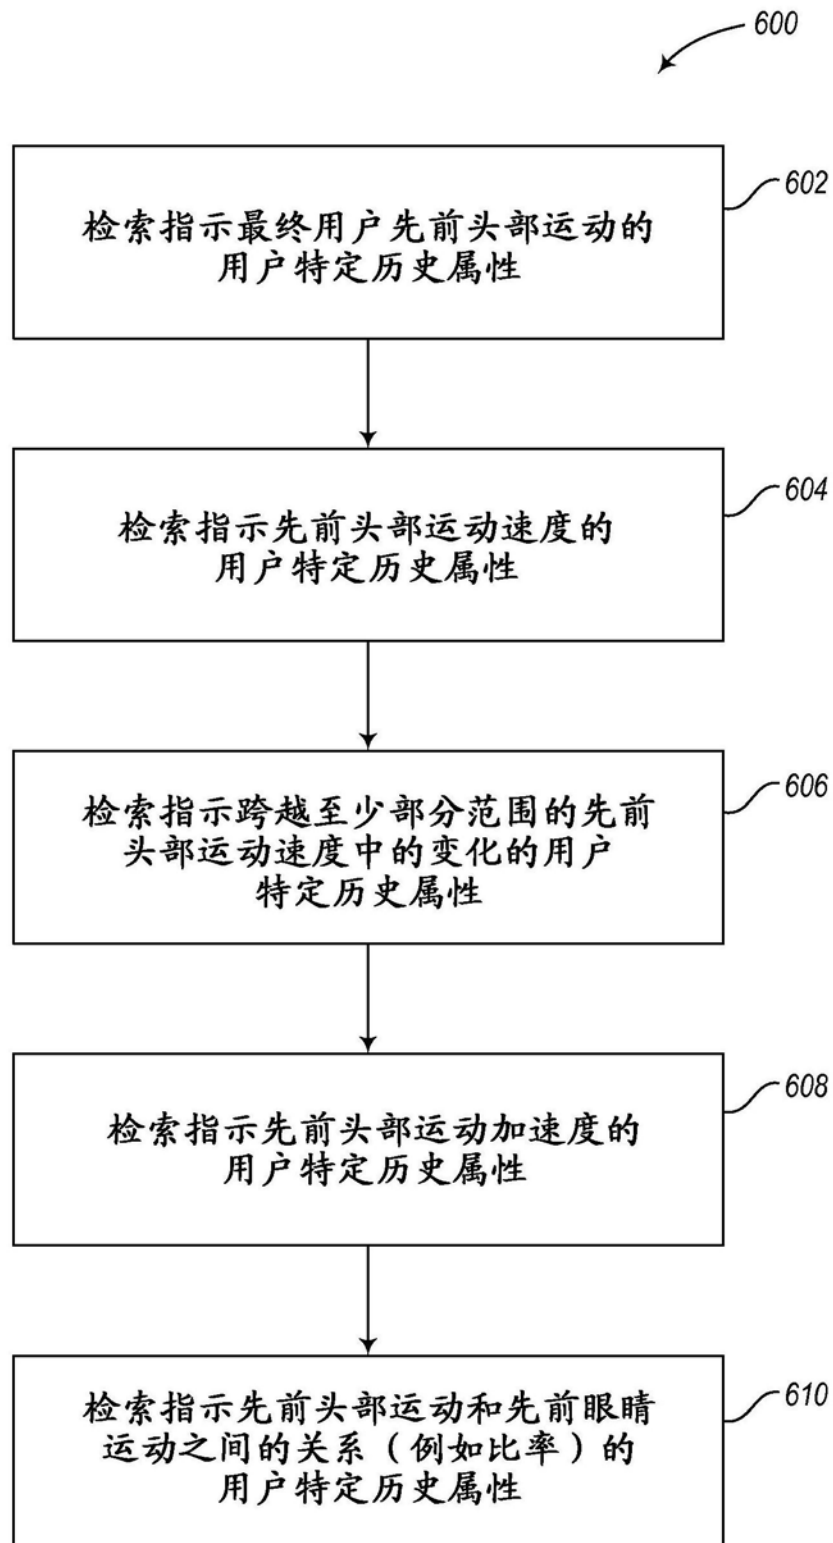 600
602
检索指示最终用户先前头部运动的
用户特定历史属性
604
检索指示先前头部运动速度的
用户特定历史属性
606
检索指示跨越至少部分范围的先前
头部运动速度中的变化的用户
特定历史属性
608
检索指示先前头部运动加速度的
用户特定历史属性
610
检索指示先前头部运动和先前眼睛
运动之间的关系（例如比率）的
用户特定历史属性